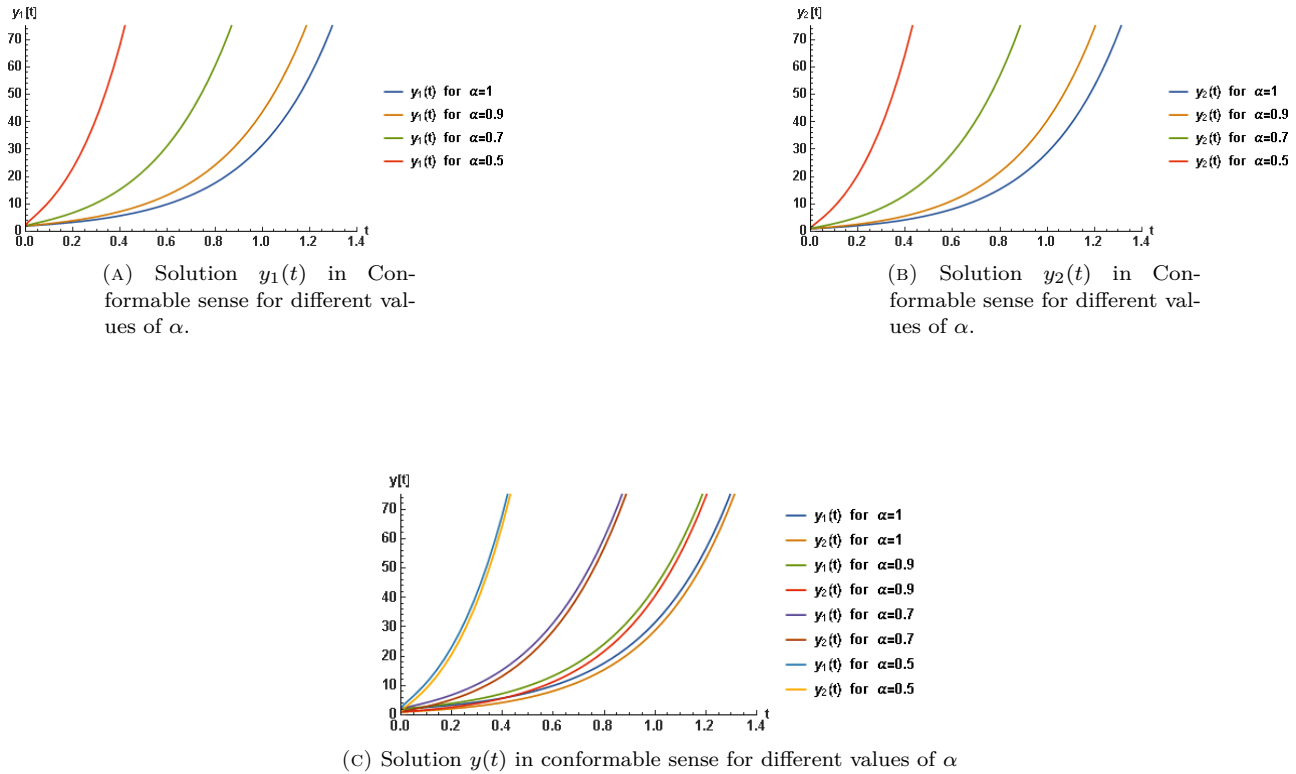 y₁[t]
70
60
50
40
30
20
10
0
0.0 0.2 0.4 0.6 0.8 1.0 1.2 1.4
t
y₁(t) for α=1
y₁(t) for α=0.9
y₁(t) for α=0.7
y₁(t) for α=0.5
(A) Solution y₁(t) in Con-
formable sense for different val-
ues of α.
y₂[t]
70
60
50
40
30
20
10
0
0.0 0.2 0.4 0.6 0.8 1.0 1.2 1.4
t
y₂(t) for α=1
y₂(t) for α=0.9
y₂(t) for α=0.7
y₂(t) for α=0.5
(B) Solution y₂(t) in Con-
formable sense for different val-
ues of α.
y[t]
70
60
50
40
30
20
10
0
0.0 0.2 0.4 0.6 0.8 1.0 1.2 1.4
t
y₁(t) for α=1
y₂(t) for α=1
y₁(t) for α=0.9
y₂(t) for α=0.9
y₁(t) for α=0.7
y₂(t) for α=0.7
y₁(t) for α=0.5
y₂(t) for α=0.5
(C) Solution y(t) in conformable sense for different values of α